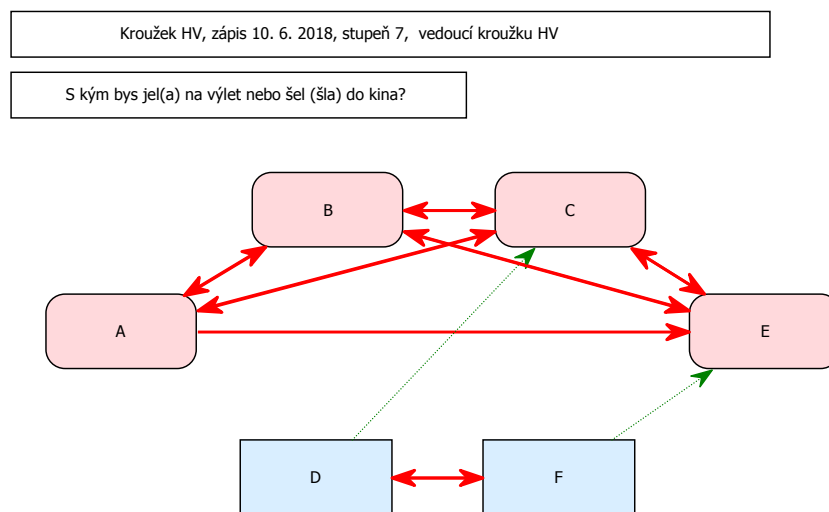 Kroužek HV, zápis 10. 6. 2018, stupeň 7, vedoucí kroužku HV
S kým bys jel(a) na výlet nebo šel (šla) do kina?
B
C
A
E
D
F